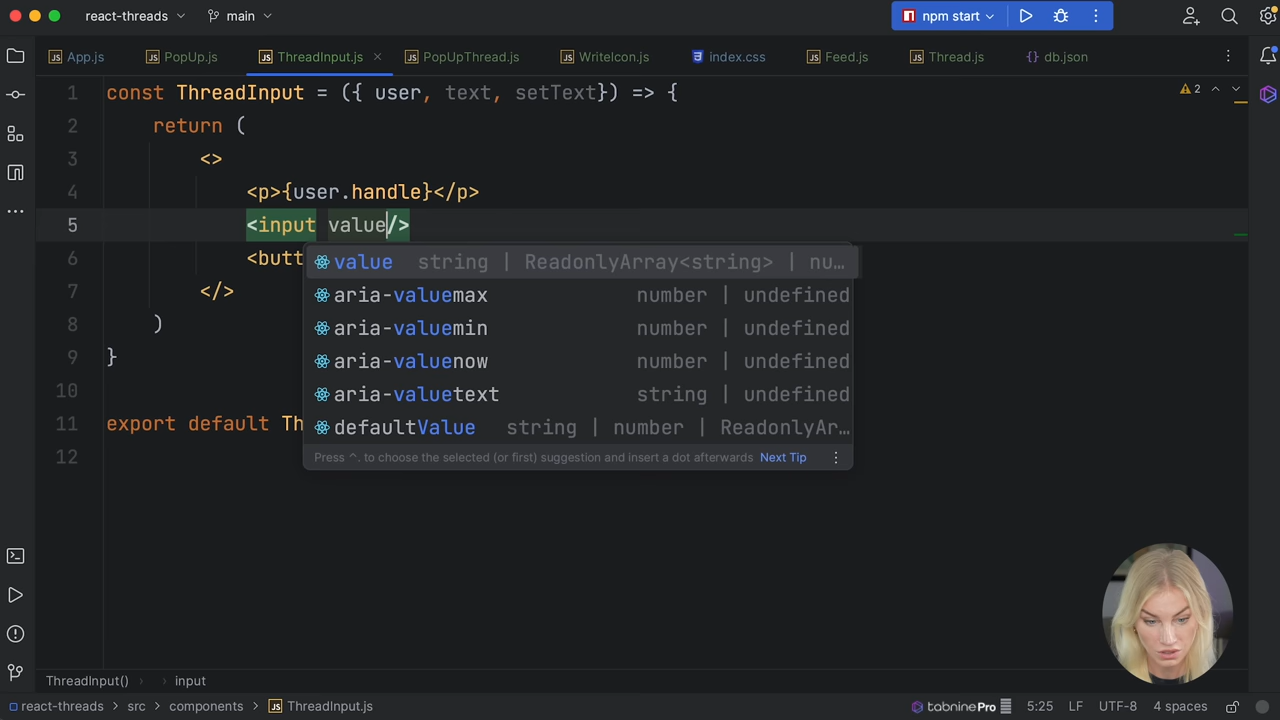 react-threads main npm start
App.js PopUp.js ThreadInput.js PopUpThread.js WriteIcon.js index.css Feed.js Thread.js {} db.json
1 const ThreadInput = ({ user, text, setText}) => { 2
2 return (
3 <>
4 <p>{user.handle}</p>
5 <input value/>
6 <butt
value string | ReadonlyArray<string> | nu…
7 </>
aria-valuemax number | undefined
8 )
aria-valuemin number | undefined
9 }
aria-valuenow number | undefined
10
aria-valuetext string | undefined
11 export default Th
defaultValue string | number | ReadonlyAr…
12
Press ^. to choose the selected (or first) suggestion and insert a dot afterwards Next Tip
ThreadInput() > input
react-threads > src > components > ThreadInput.js tabninePro 5:25 LF UTF-8 4 spaces